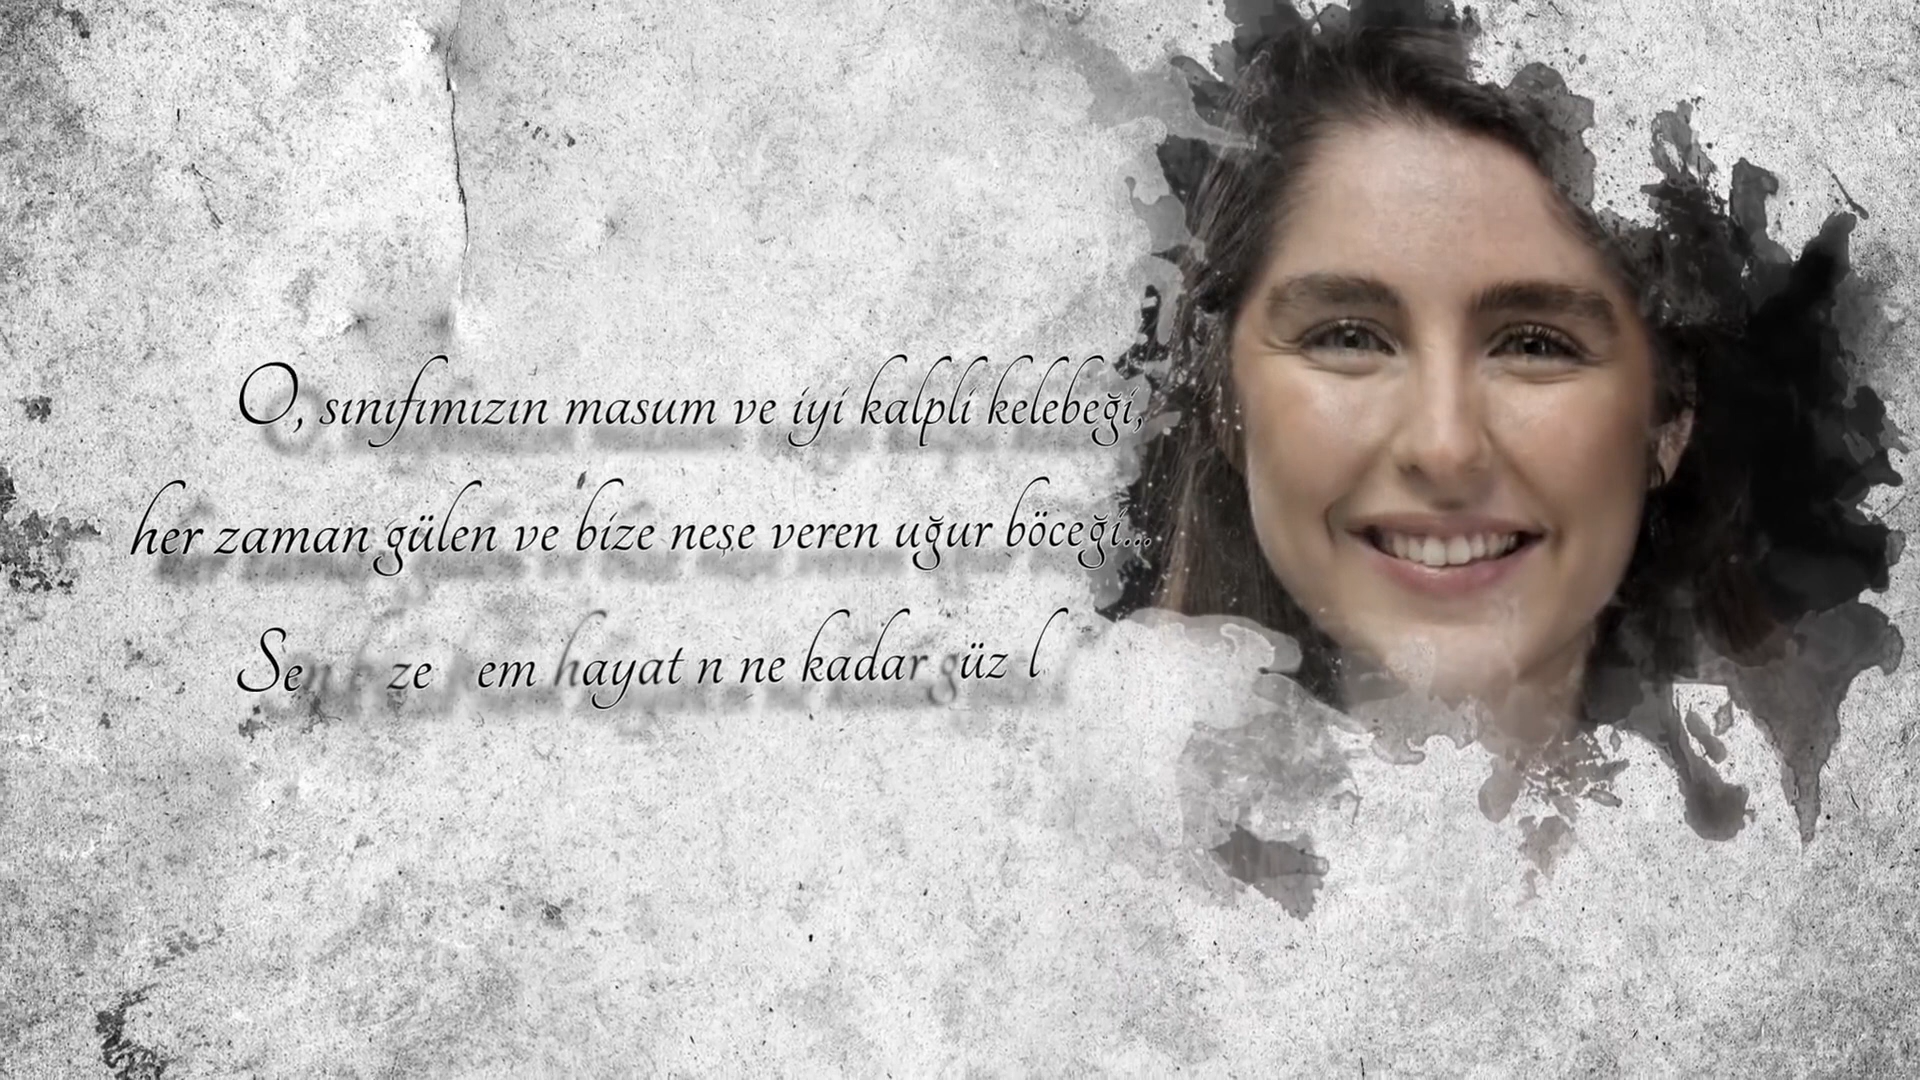 O, sınıfımızın masum ve iyi kalpli kelebeği,
her zaman gülen ve bize neşe veren uğur böceği...
ne kadar